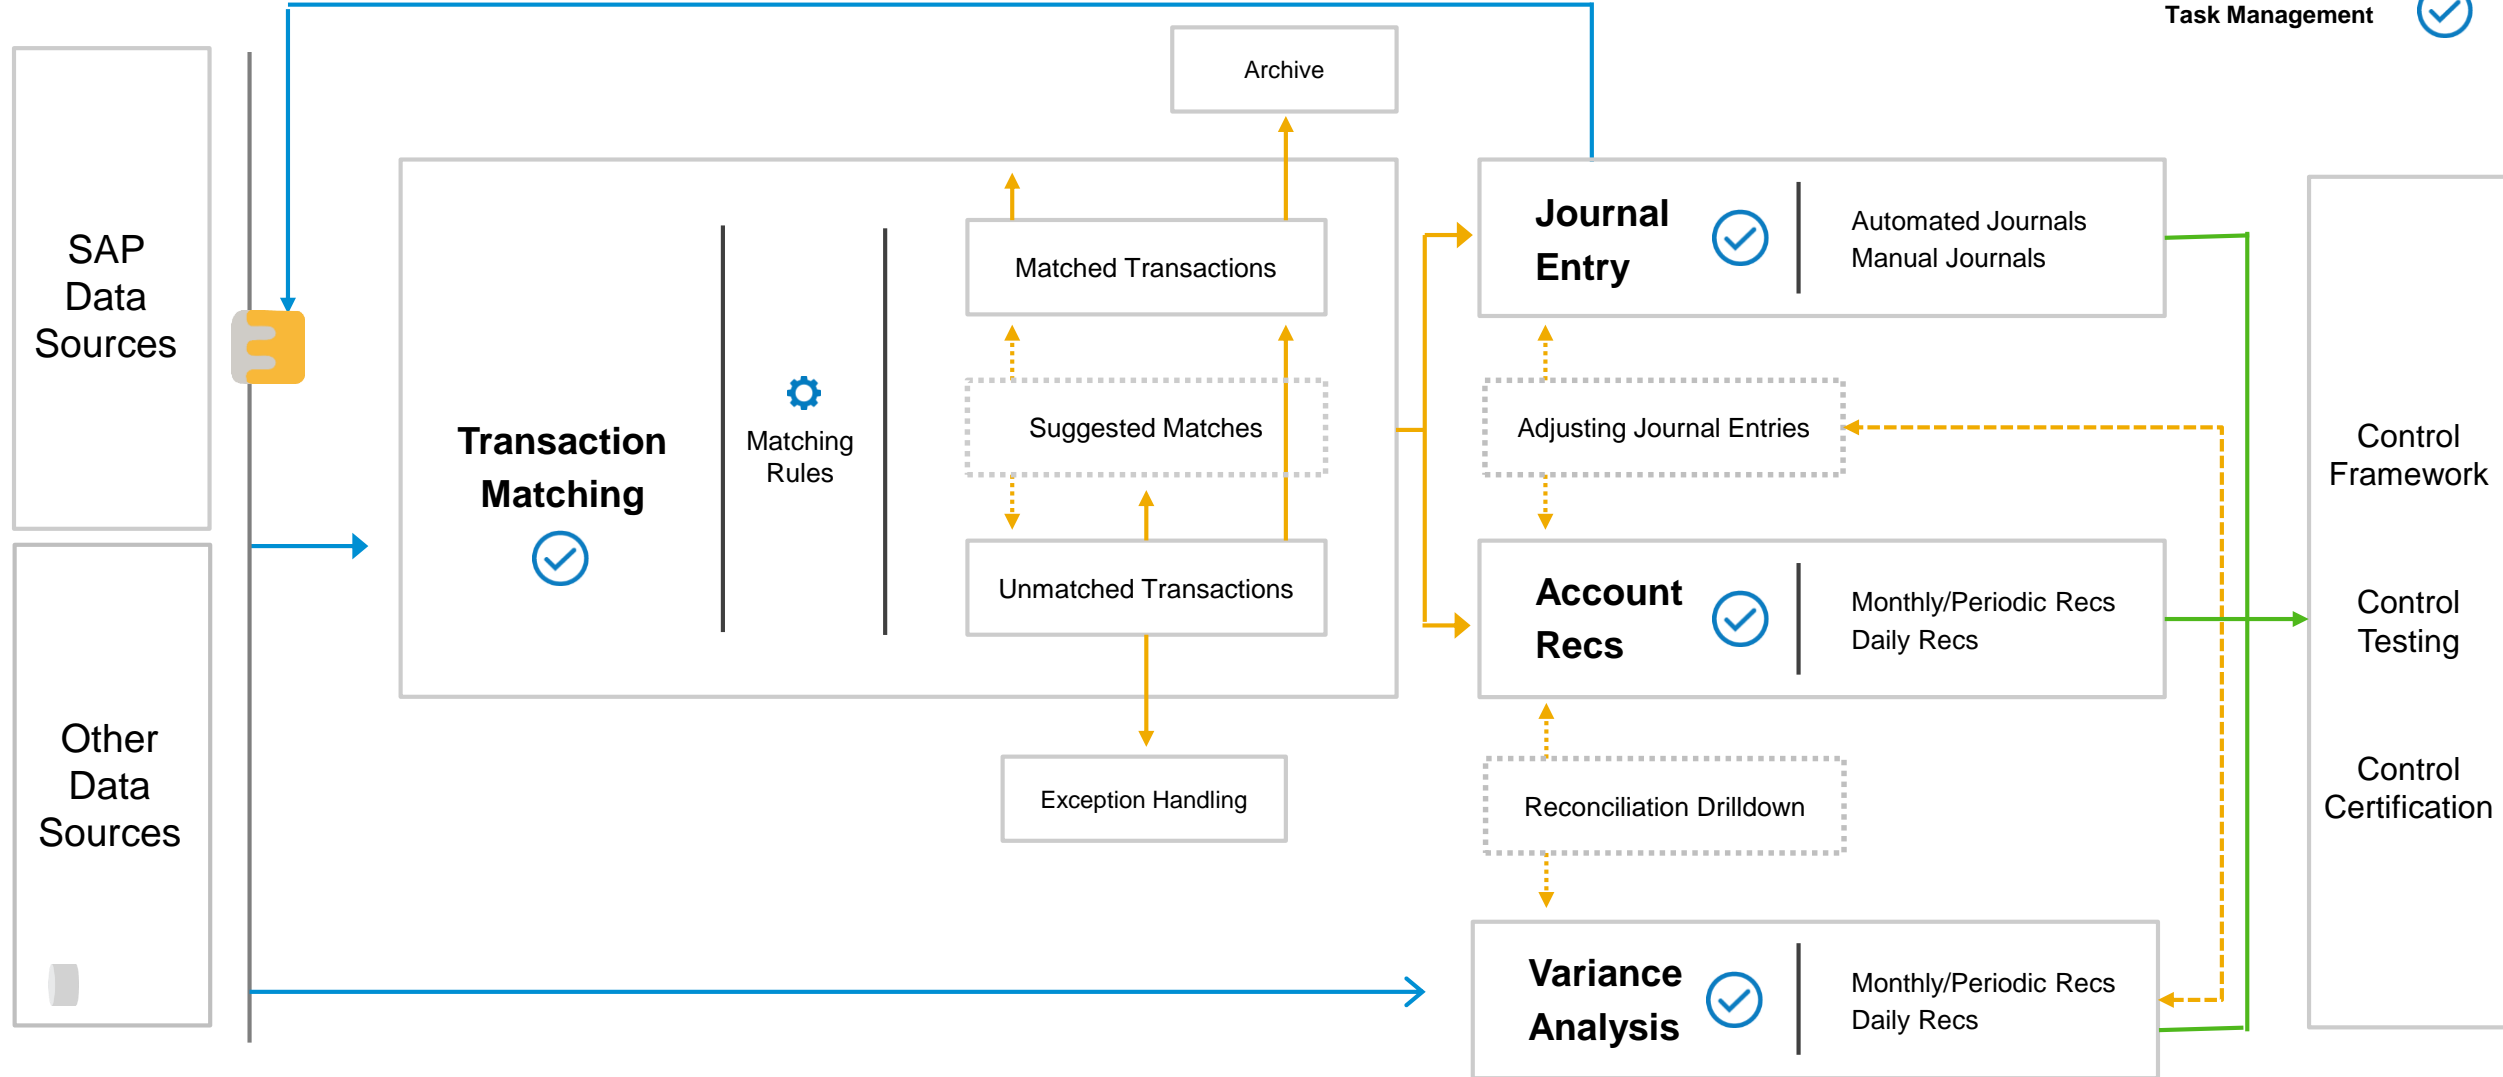 Task Management
Archive
SAP
Data
Sources
Other
Data
Sources
Transaction
Matching
Matching
Rules
Matched Transactions
Suggested Matches
Unmatched Transactions
Exception Handling
Journal
Entry
Automated Journals
Manual Journals
Adjusting Journal Entries
Account
Recs
Monthly/Periodic Recs
Daily Recs
Reconciliation Drilldown
Variance
Analysis
Monthly/Periodic Recs
Daily Recs
Control
Framework
Control
Testing
Control
Certification